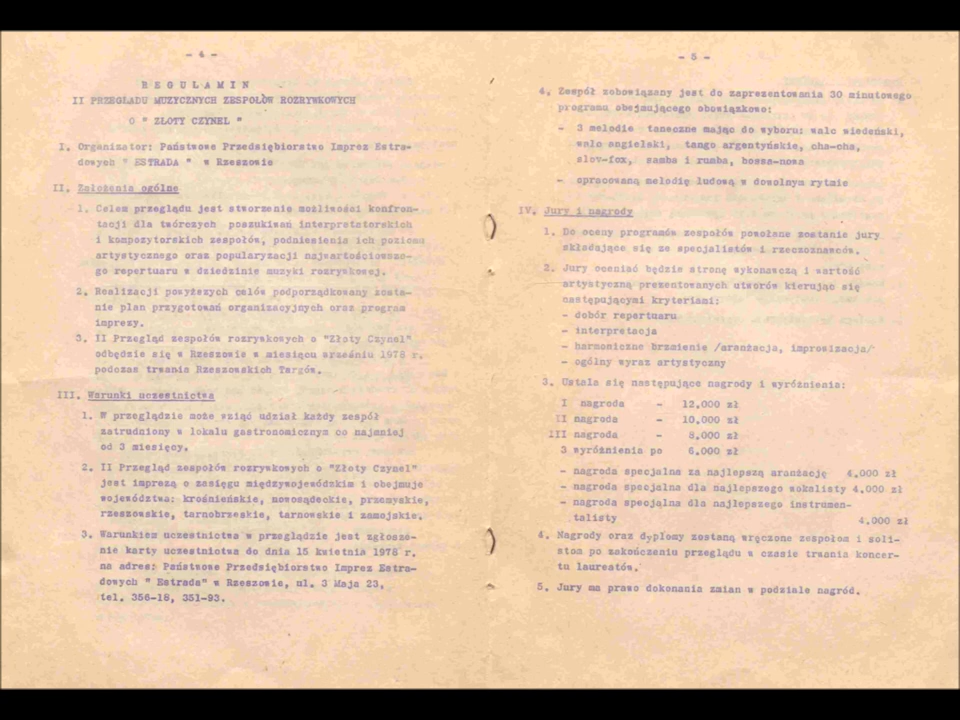 - 4 -
R E G U L A M I N
II PRZEGLĄDU MUZYCZNYCH ZESPOŁÓW ROZRYWKOWYCH
O " ZŁOTY CZYNEL "
I. Organizator: Państwowe Przedsiębiorstwo Imprez Estra-
dowych " ESTRADA " w Rzeszowie
II. Założenia ogólne
1. Celem przeglądu jest stworzenie możliwości konfron-
tacji dla twórczych poszukiwań interpretatorskich
i kompozytorskich zespołów, podniesienia ich poziomu
artystycznego oraz popularyzacji najwartościowsze-
go repertuaru w dziedzinie muzyki rozrywkowej.
2. Realizacji powyższych celów podporządkowany zosta-
nie plan przygotowań organizacyjnych oraz program
imprezy.
3. II Przegląd zespołów rozrywkowych o "Złoty Czynel"
odbędzie się w Rzeszowie w miesiącu wrześniu 1978 r.
podczas trwania Rzeszowskich Targów.
III. Warunki uczestnictwa
1. W przeglądzie może wziąć udział każdy zespół
zatrudniony w lokalu gastronomicznym co najmniej
od 3 miesięcy.
2. II Przegląd zespołów rozrywkowych o "Złoty Czynel"
jest imprezą o zasięgu międzywojewódzkim i obejmuje
województwa: krośnieńskie, nowosądeckie, przemyskie,
rzeszowskie, tarnobrzeskie, tarnowskie i zamojskie.
3. Warunkiem uczestnictwa w przeglądzie jest zgłosze-
nie karty uczestnictwa do dnia 15 kwietnia 1978 r.
na adres: Państwowe Przedsiębiorstwo Imprez Estra-
dowych " Estrada" w Rzeszowie, ul. 3 Maja 23,
tel. 356-18, 351-93.
- 5 -
4. Zespół zobowiązany jest do zaprezentowania 30 minutowego
programu obejmującego obowiązkowo:
- 3 melodie taneczne mając do wyboru: walc wiedeński,
walc angielski, tango argentyńskie, cha-cha,
slov-fox, samba i rumba, bossa-nowa
- opracowaną melodię ludową w dowolnym rytmie
IV. Jury i nagrody
1. Do oceny programów zespołów powołane zostanie jury
składające się ze specjalistów i rzeczoznawców.
2. Jury oceniać będzie stronę wykonawczą i wartość
artystyczną prezentowanych utworów kierując się
następującymi kryteriami:
- dobór repertuaru
- interpretacja
- harmoniczne brzmienie /aranżacja, improwizacja/
- ogólny wyraz artystyczny
3. Ustala się następujące nagrody i wyróżnienia:
I nagroda - 12.000 zł
II nagroda - 10.000 zł
III nagroda - 8.000 zł
3 wyróżnienia po 6.000 zł
- nagroda specjalna za najlepszą aranżację 4.000 zł
- nagroda specjalna dla najlepszego wokalisty 4.000 zł
- nagroda specjalna dla najlepszego instrumen-
talisty 4.000 zł
4. Nagrody oraz dyplomy zostaną wręczone zespołom i soli-
stom po zakończeniu przeglądu w czasie trwania koncer-
tu laureatów.
5. Jury ma prawo dokonania zmian w podziale nagród.